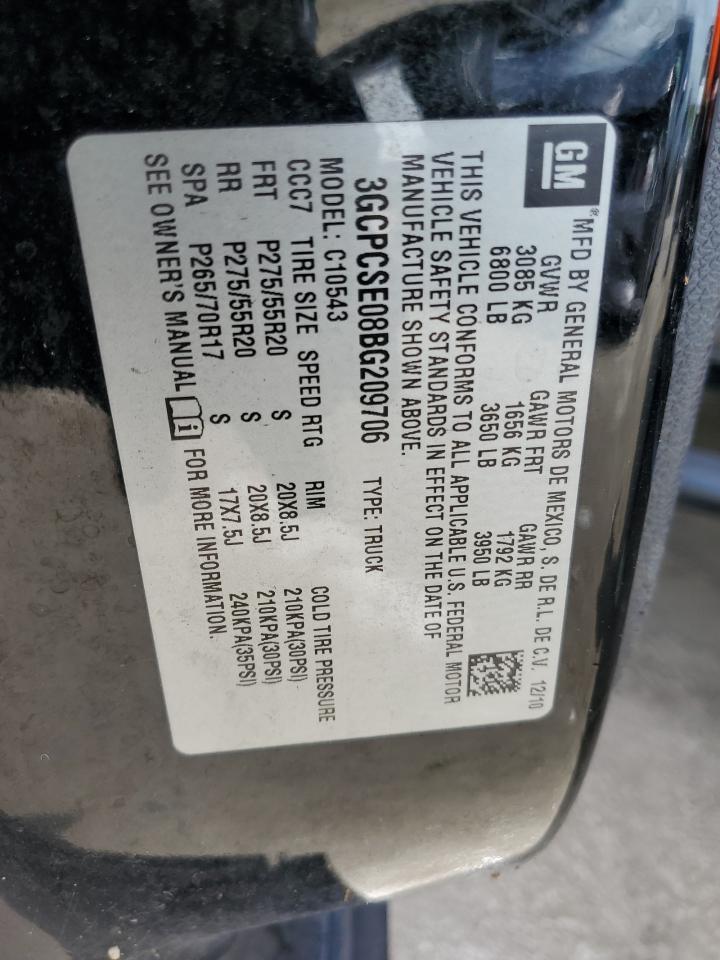 GM
® MFD BY GENERAL MOTORS DE MEXICO, S. DE R.L. DE C.V. 12/10
GVWR GAWR FRT GAWR RR
3085 KG 1656 KG 1792 KG
6800 LB 3650 LB 3950 LB
THIS VEHICLE CONFORMS TO ALL APPLICABLE U.S. FEDERAL MOTOR
VEHICLE SAFETY STANDARDS IN EFFECT ON THE DATE OF
MANUFACTURE SHOWN ABOVE.
3GCPCSE08BG209706 TYPE: TRUCK
MODEL: C10543
CCC7 TIRE SIZE SPEED RTG RIM COLD TIRE PRESSURE
FRT P275/55R20 S 20X8.5J 210KPA(30PSI)
RR P275/55R20 S 20X8.5J 210KPA(30PSI)
SPA P265/70R17 S 17X7.5J 240KPA(35PSI)
SEE OWNER'S MANUAL i FOR MORE INFORMATION.